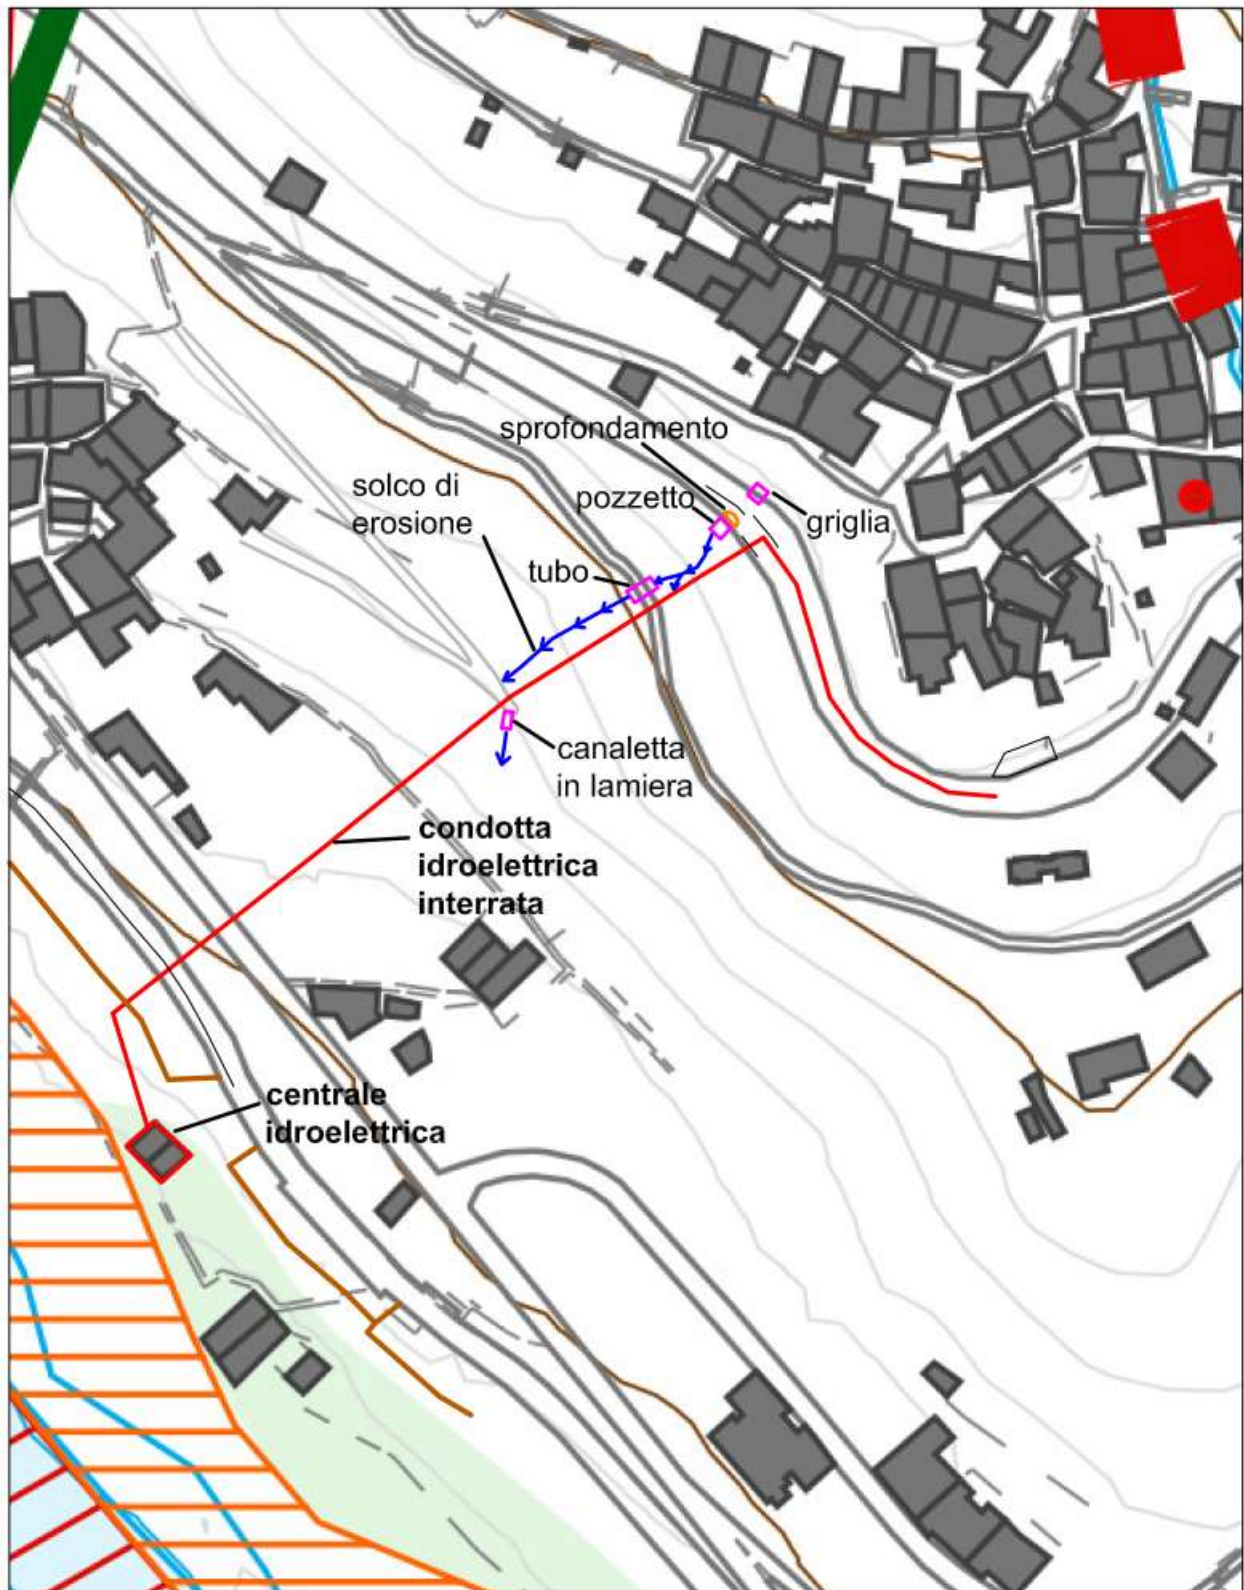 sprofondamento
solco di
erosione
pozzetto
griglia
tubo
canaletta
in lamiera
condotta
idroelettrica
interrata
centrale
idroelettrica